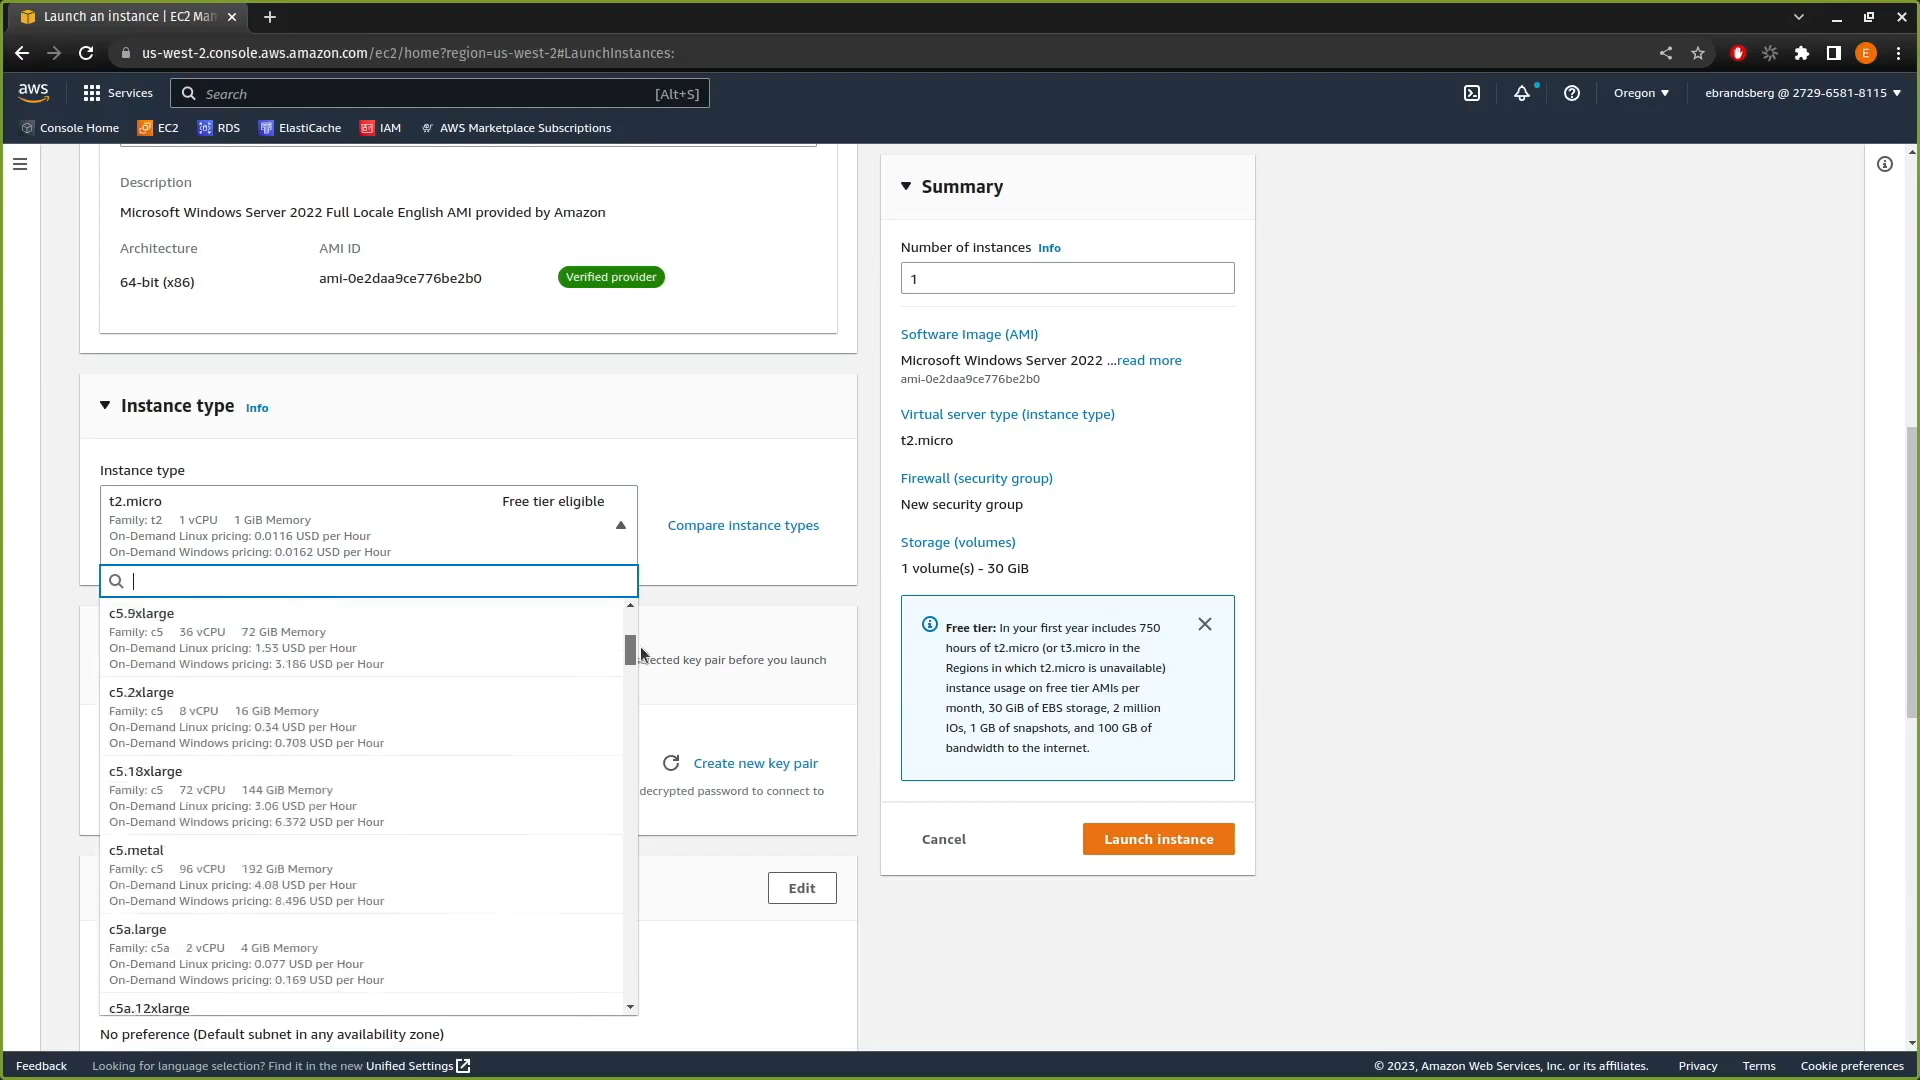 Launch an instance | EC2 Man
us-west-2.console.aws.amazon.com/ec2/home?region=us-west-2#LaunchInstances:
E
aws
Services
Search
[Alt+S]
Oregon
ebrandsberg @ 2729-6581-8115
Console Home
EC2
RDS
ElastiCache
IAM
AWS Marketplace Subscriptions
Description
Microsoft Windows Server 2022 Full Locale English AMI provided by Amazon
Architecture
AMI ID
64-bit (x86)
ami-0e2daa9ce776be2b0
Verified provider
Instance type Info
Instance type
t2.micro
Free tier eligible
Family: t2 1 vCPU 1 GiB Memory
On-Demand Linux pricing: 0.0116 USD per Hour
On-Demand Windows pricing: 0.0162 USD per Hour
Compare instance types
c5.9xlarge
Family: c5 36 vCPU 72 GiB Memory
On-Demand Linux pricing: 1.53 USD per Hour
On-Demand Windows pricing: 3.186 USD per Hour
c5.2xlarge
Family: c5 8 vCPU 16 GiB Memory
On-Demand Linux pricing: 0.34 USD per Hour
On-Demand Windows pricing: 0.708 USD per Hour
c5.18xlarge
Family: c5 72 vCPU 144 GiB Memory
On-Demand Linux pricing: 3.06 USD per Hour
On-Demand Windows pricing: 6.372 USD per Hour
c5.metal
Family: c5 96 vCPU 192 GiB Memory
On-Demand Linux pricing: 4.08 USD per Hour
On-Demand Windows pricing: 8.496 USD per Hour
c5a.large
Family: c5a 2 vCPU 4 GiB Memory
On-Demand Linux pricing: 0.077 USD per Hour
On-Demand Windows pricing: 0.169 USD per Hour
c5a.12xlarge
key pair before you launch
Create new key pair
decrypted password to connect to
Edit
No preference (Default subnet in any availability zone)
Summary
Number of instances Info
1
Software Image (AMI)
Microsoft Windows Server 2022 ...read more
ami-0e2daa9ce776be2b0
Virtual server type (instance type)
t2.micro
Firewall (security group)
New security group
Storage (volumes)
1 volume(s) - 30 GiB
Free tier: In your first year includes 750
hours of t2.micro (or t3.micro in the
Regions in which t2.micro is unavailable)
instance usage on free tier AMIs per
month, 30 GiB of EBS storage, 2 million
IOs, 1 GB of snapshots, and 100 GB of
bandwidth to the internet.
Cancel
Launch instance
Feedback
Looking for language selection? Find it in the new Unified Settings
© 2023, Amazon Web Services, Inc. or its affiliates.
Privacy
Terms
Cookie preferences